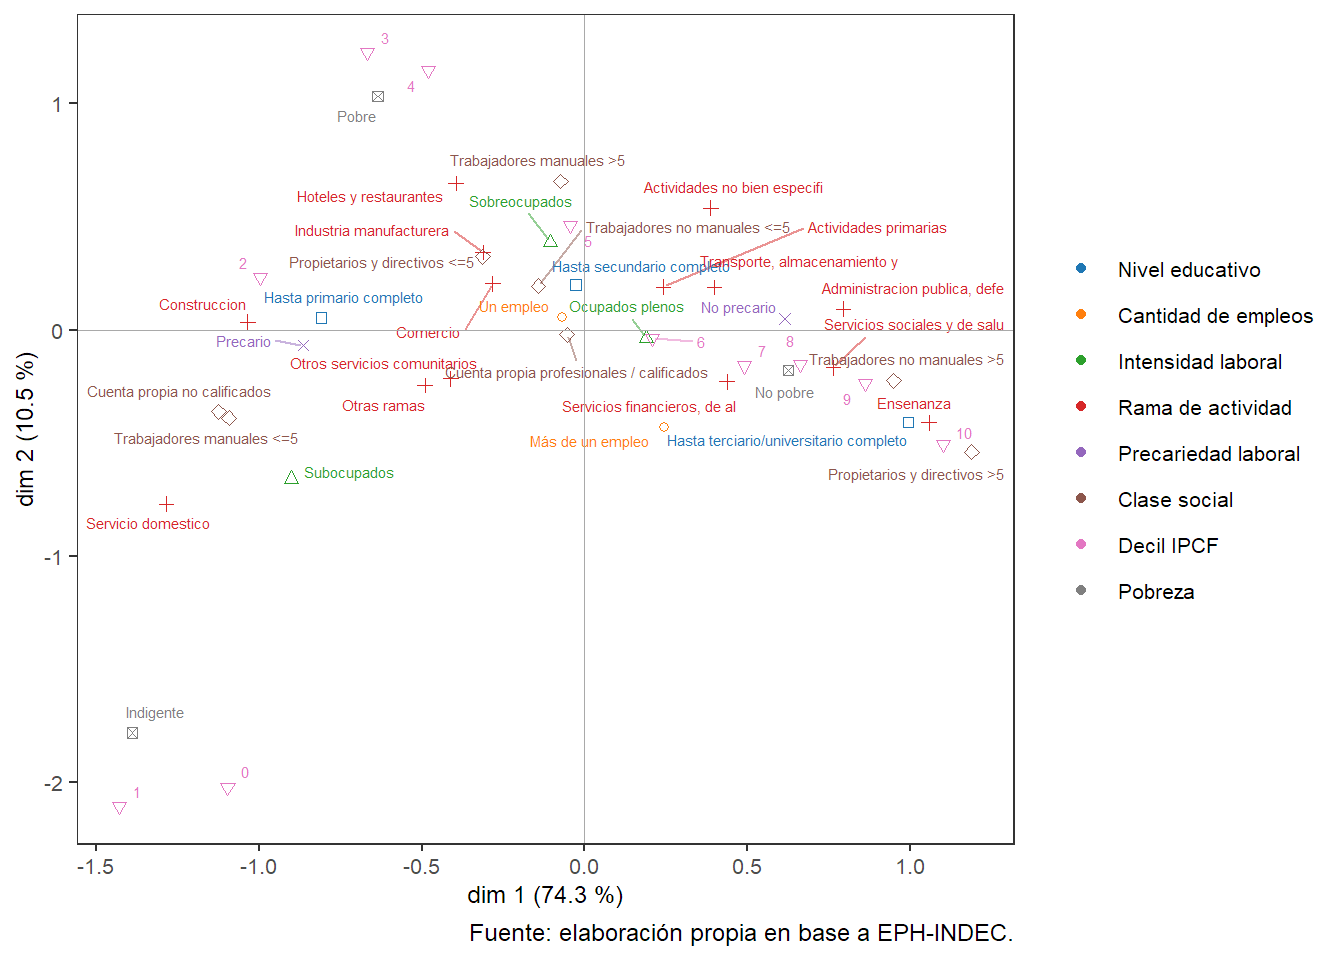 3
4
1
Pobre
Trabajadores manuales >5
Actividades no bien especifi
Hoteles y restaurantes
Sobreocupados
Industria manufacturera
Trabajadores no manuales <=5
Actividades primarias
5
2
Propietarios y directivos <=5
Hasta secundario completo
Transporte, almacenamiento y
Administracion publica, defe
Construccion
Hasta primario completo
Un empleo
Ocupados plenos
No precario
0
Comercio
Servicios sociales y de salu
Precario
6
8
7
Otros servicios comunitarios
Cuenta propia profesionales / calificados
Trabajadores no manuales >5
Cuenta propia no calificados
No pobre
9
Otras ramas
Servicios financieros, de al
Ensenanza
Trabajadores manuales <=5
Más de un empleo
Hasta terciario/universitario completo
10
Subocupados
Propietarios y directivos >5
Servicio domestico
-1
Indigente
-2
0
1
-1.5
-1.0
-0.5
0.0
0.5
1.0
dim 1 (74.3 %)
dim 2 (10.5 %)
Nivel educativo
Cantidad de empleos
Intensidad laboral
Rama de actividad
Precariedad laboral
Clase social
Decil IPCF
Pobreza
Fuente: elaboración propia en base a EPH-INDEC.